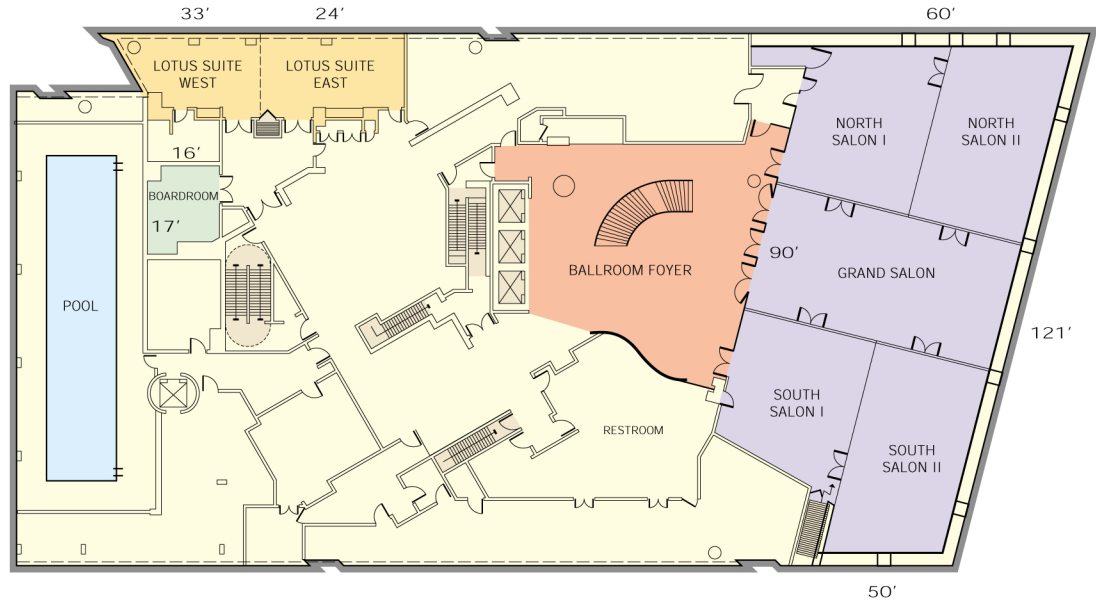 33'
24'
60'
LOTUS SUITE
WEST
LOTUS SUITE
EAST
NORTH
SALON I
NORTH
SALON II
16'
BOARDROOM
17'
90'
BALLROOM FOYER
GRAND SALON
POOL
121'
SOUTH
SALON I
RESTROOM
SOUTH
SALON II
50'